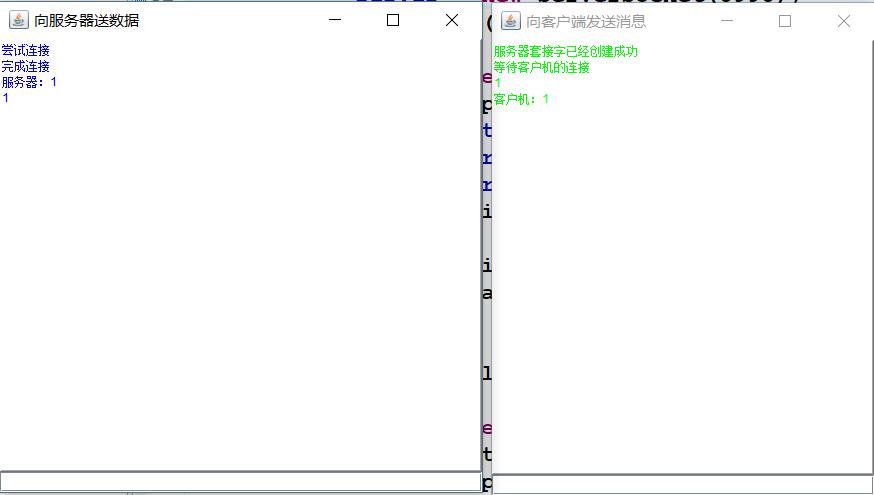 向服务器送数据
尝试连接
完成连接
服务器：1
1
向客户端发送消息
服务器套接字已经创建成功
等待客户机的连接
1
客户机：1